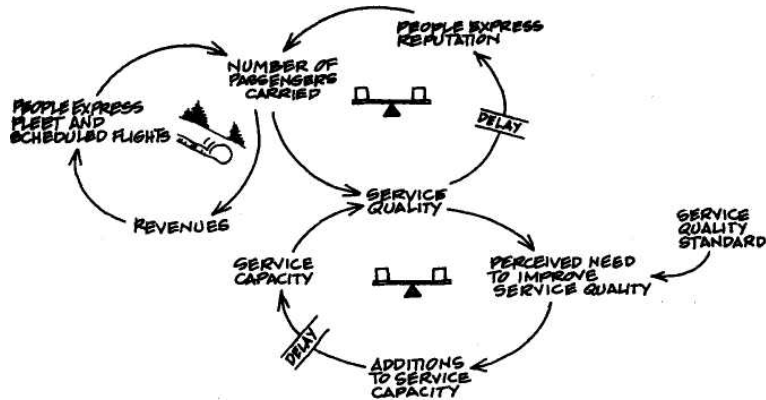 PEOPLE EXPRESS
REPUTATION
NUMBER OF
PASSENGERS
CARRIED
PEOPLE EXPRESS
FLEET AND
SCHEDULED FLIGHTS
DELAY
REVENUES
SERVICE
QUALITY
SERVICE
QUALITY
STANDARD
SERVICE
CAPACITY
PERCEIVED NEED
TO IMPROVE
SERVICE QUALITY
DELAY
ADDITIONS
TO SERVICE
CAPACITY